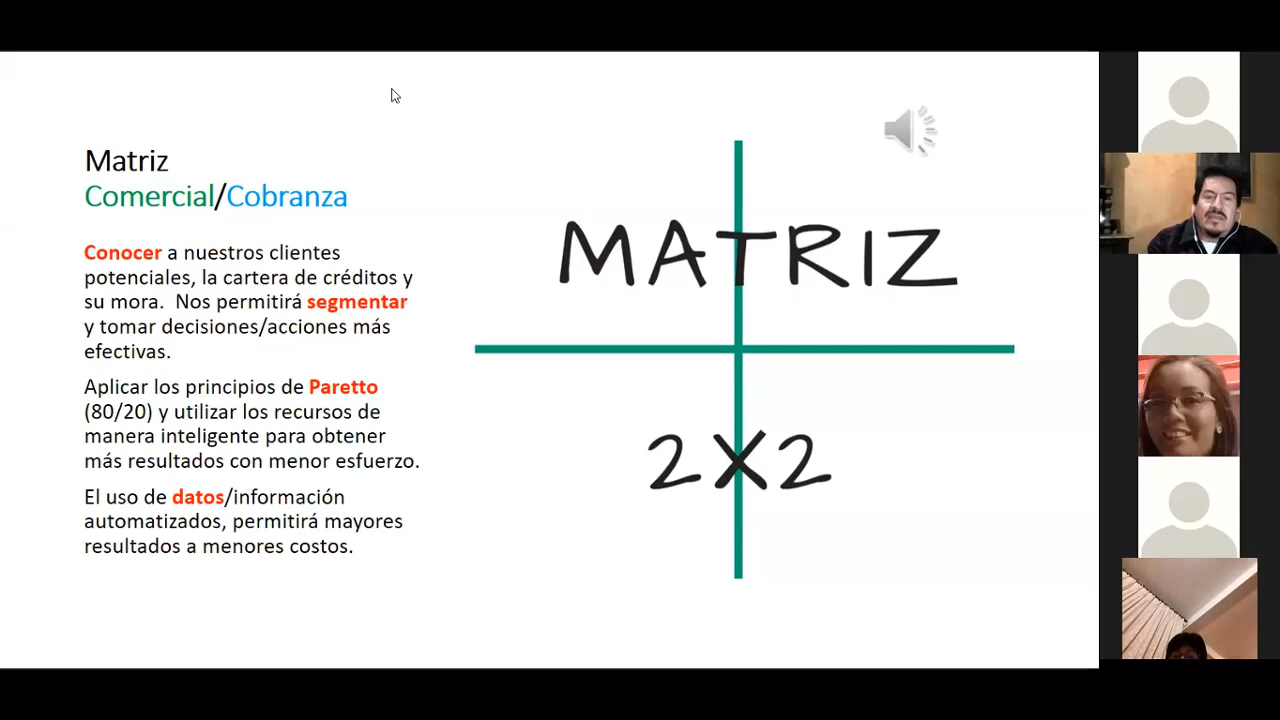 Matriz
Comercial/Cobranza
Conocer a nuestros clientes
potenciales, la cartera de créditos y
su mora. Nos permitirá segmentar
y tomar decisiones/acciones más
efectivas.
Aplicar los principios de Paretto
(80/20) y utilizar los recursos de
manera inteligente para obtener
más resultados con menor esfuerzo.
El uso de datos/información
automatizados, permitirá mayores
resultados a menores costos.
MATRIZ
2X2